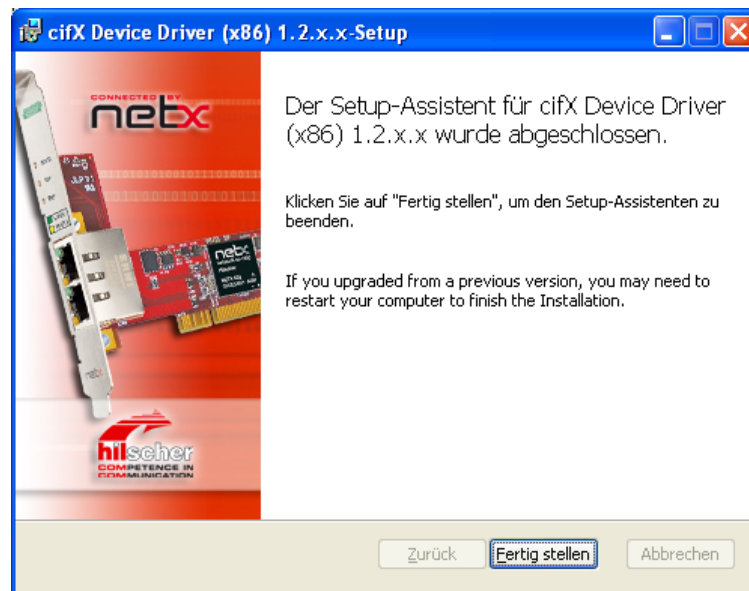 cifX Device Driver (x86) 1.2.x.x-Setup
CONNECTED BY
netx
Der Setup-Assistent für cifX Device Driver
(x86) 1.2.x.x wurde abgeschlossen.
Klicken Sie auf "Fertig stellen", um den Setup-Assistenten zu
beenden.
If you upgraded from a previous version, you may need to
restart your computer to finish the Installation.
netx
netx
hilscher
COMPETENCE IN
COMMUNICATION
Zurück
Fertig stellen
Abbrechen